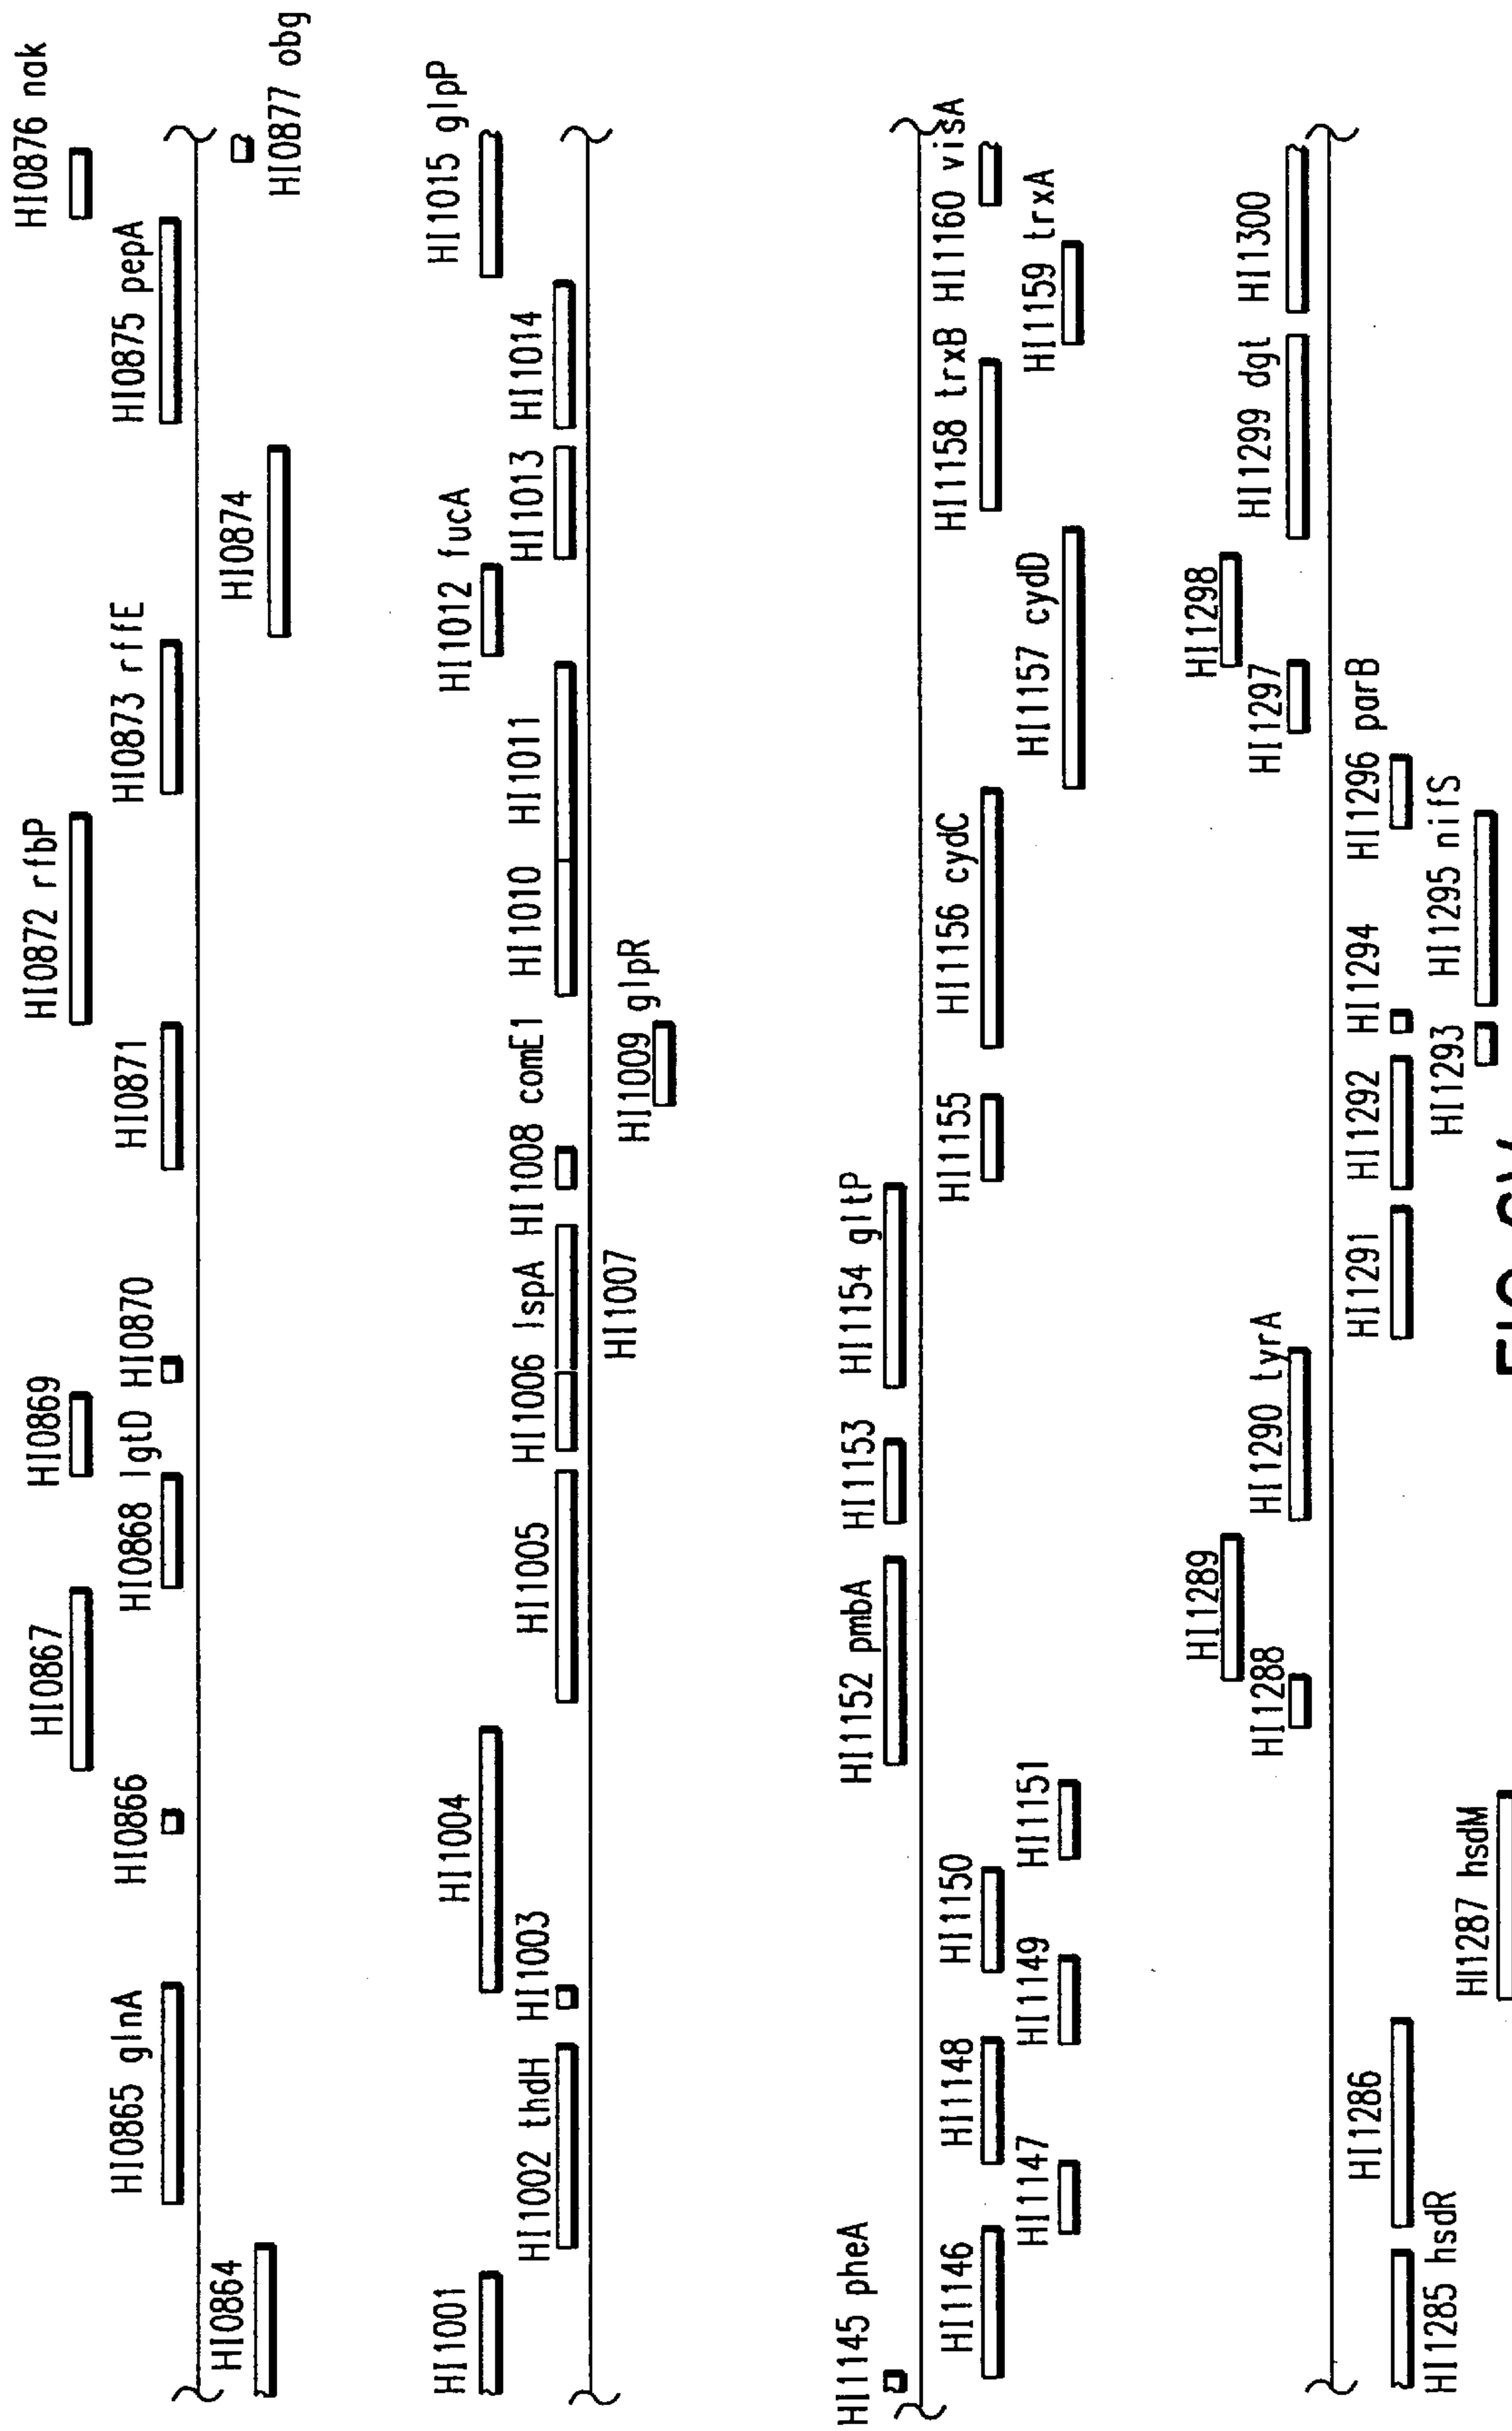 HI0864
HI0865 glnA
HI0866
HI0867
HI0868 lgtD
HI0869
HI0870
HI0871
HI0872 rfbP
HI0873 rffE
HI0874
HI0875 pepA
HI0876 nak
HI0877 obg
HI1001
HI1002 thdH
HI1003
HI1004
HI1005
HI1006 lspA
HI1007
HI1008 comE1
HI1009 glpR
HI1010
HI1011
HI1012 fucA
HI1013
HI1014
HI1015 glpP
HI1145 pheA
HI1146
HI1147
HI1148
HI1149
HI1150
HI1151
HI1152 pmbA
HI1153
HI1154 gltP
HI1155
HI1156 cydC
HI1157 cydD
HI1158 trxB
HI1159 trxA
HI1160 visA
HI1285 hsdR
HI1286
HI1287 hsdM
HI1288
HI1289
HI1290 tyrA
HI1291
HI1292
HI1293
HI1294
HI1295 nifS
HI1296 parB
HI1297
HI1298
HI1299 dgt
HI1300